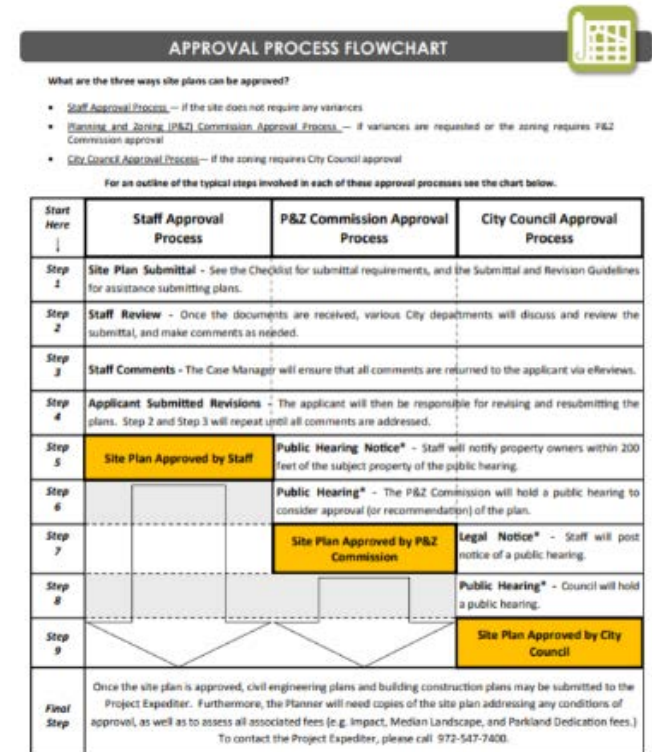 APPROVAL PROCESS FLOWCHART
What are the three ways site plans can be approved?
• Staff Approval Process — if the site does not require any variances
• Planning and Zoning (P&Z) Commission Approval Process — if variances are requested or the zoning requires P&Z
Commission approval
• City Council Approval Process— if the zoning requires City Council approval
For an outline of the typical steps involved in each of these approval processes see the chart below.
Start
Here
↓
Staff Approval
Process
P&Z Commission Approval
Process
City Council Approval
Process
Step
1
Site Plan Submittal - See the Checklist for submittal requirements, and the Submittal and Revision Guidelines
for assistance submitting plans.
Step
2
Staff Review - Once the documents are received, various City departments will discuss and review the
submittal, and make comments as needed.
Step
3
Staff Comments - The Case Manager will ensure that all comments are returned to the applicant via eReviews.
Step
4
Applicant Submitted Revisions - The applicant will then be responsible for revising and resubmitting the
plans. Step 2 and Step 3 will repeat until all comments are addressed.
Step
5
Site Plan Approved by Staff
Public Hearing Notice* - Staff will notify property owners within 200
feet of the subject property of the public hearing.
Step
6
Public Hearing* - The P&Z Commission will hold a public hearing to
consider approval (or recommendation) of the plan.
Step
7
Site Plan Approved by P&Z
Commission
Legal Notice* - Staff will post
notice of a public hearing.
Step
8
Public Hearing* - Council will hold
a public hearing.
Step
9
Site Plan Approved by City
Council
Final
Step
Once the site plan is approved, civil engineering plans and building construction plans may be submitted to the
Project Expediter. Furthermore, the Planner will need copies of the site plan addressing any conditions of
approval, as well as to assess all associated fees (e.g. Impact, Median Landscape, and Parkland Dedication fees.)
To contact the Project Expediter, please call 972-547-7400.